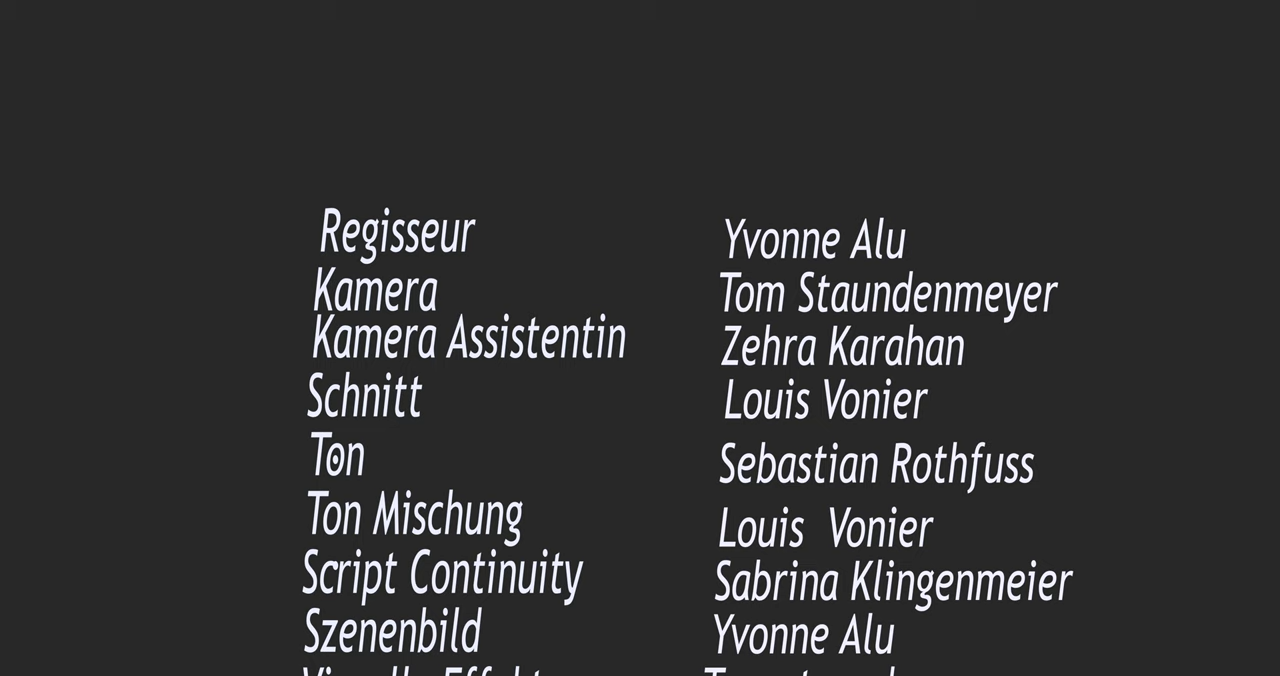 Regisseur Yvonne Alu
Kamera Tom Staundenmeyer
Kamera Assistentin Zehra Karahan
Schnitt Louis Vonier
Ton Sebastian Rothfuss
Ton Mischung Louis Vonier
Script Continuity Sabrina Klingenmeier
Szenenbild Yvonne Alu